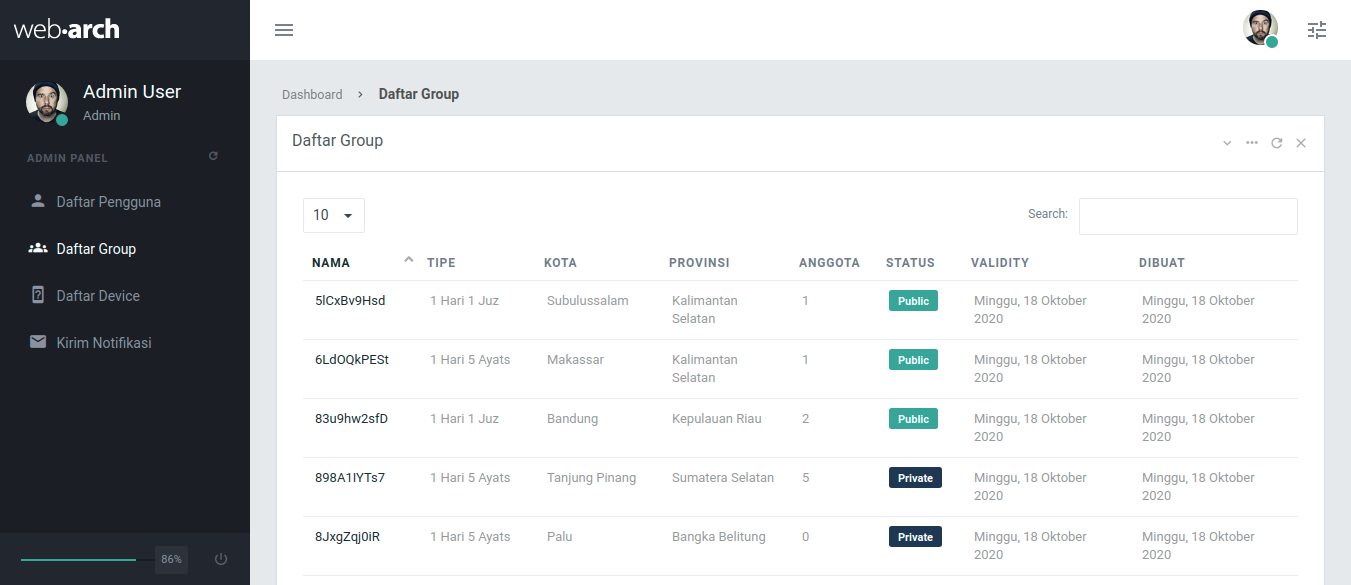 web•arch
Admin User
Admin
ADMIN PANEL
Daftar Pengguna
Daftar Group
Daftar Device
Kirim Notifikasi
86%
Dashboard > Daftar Group
Daftar Group
10
Search:
NAMA TIPE KOTA PROVINSI ANGGOTA STATUS VALIDITY DIBUAT
5lCxBv9Hsd 1 Hari 1 Juz Subulussalam Kalimantan 1 Public Minggu, 18 Oktober Minggu, 18 Oktober
Selatan 2020 2020
6LdOQkPESt 1 Hari 5 Ayats Makassar Kalimantan 1 Public Minggu, 18 Oktober Minggu, 18 Oktober
Selatan 2020 2020
83u9hw2sfD 1 Hari 1 Juz Bandung Kepulauan Riau 2 Public Minggu, 18 Oktober Minggu, 18 Oktober
2020 2020
898A1IYTs7 1 Hari 5 Ayats Tanjung Pinang Sumatera Selatan 5 Private Minggu, 18 Oktober Minggu, 18 Oktober
2020 2020
8JxgZqj0iR 1 Hari 5 Ayats Palu Bangka Belitung 0 Private Minggu, 18 Oktober Minggu, 18 Oktober
2020 2020